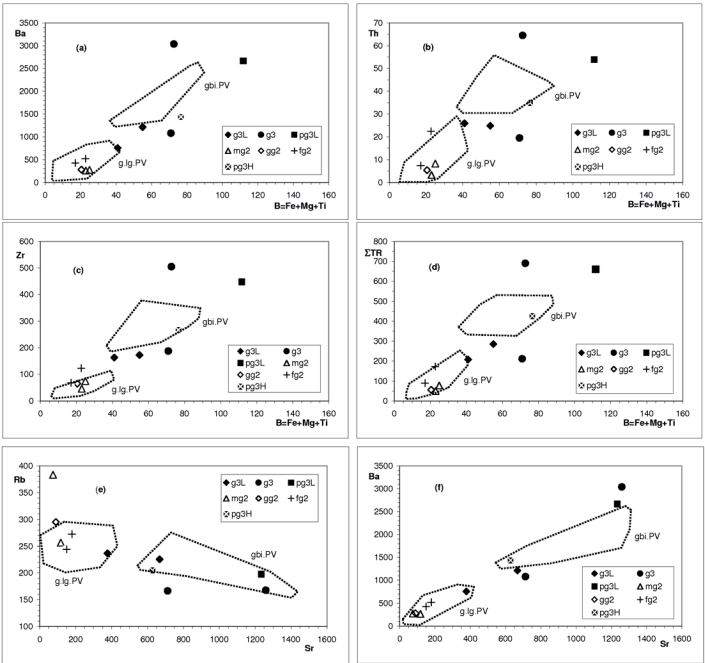 Ba
3500
3000
2500
2000
1500
1000
500
0
(a)
gbi.PV
g.lg.PV
g3L g3 pg3L
mg2 gg2 fg2
pg3H
0 20 40 60 80 100 120 140 160
B=Fe+Mg+Ti
Th
70
60
50
40
30
20
10
0
(b)
gbi.PV
g.lg.PV
g3L g3 pg3L
mg2 gg2 fg2
pg3H
0 20 40 60 80 100 120 140 160
B=Fe+Mg+Ti
Zr
600
500
400
300
200
100
0
(c)
gbi.PV
g.lg.PV
g3L g3
pg3L mg2
gg2 fg2
pg3H
0 20 40 60 80 100 120 140 160
B=Fe+Mg+Ti
ΣTR
800
700
600
500
400
300
200
100
0
(d)
gbi.PV
g.lg.PV
g3L g3 pg3L
mg2 gg2 fg2
pg3H
0 20 40 60 80 100 120 140 160
B=Fe+Mg+Ti
Rb
400
350
300
250
200
150
100
(e)
gbi.PV
g.lg.PV
g3L g3 pg3L
mg2 gg2 fg2
pg3H
0 200 400 600 800 1000 1200 1400 1600
Sr
Ba
3500
3000
2500
2000
1500
1000
500
0
(f)
gbi.PV
g.lg.PV
g3L g3
pg3L mg2
gg2 fg2
pg3H
0 200 400 600 800 1000 1200 1400 1600
Sr